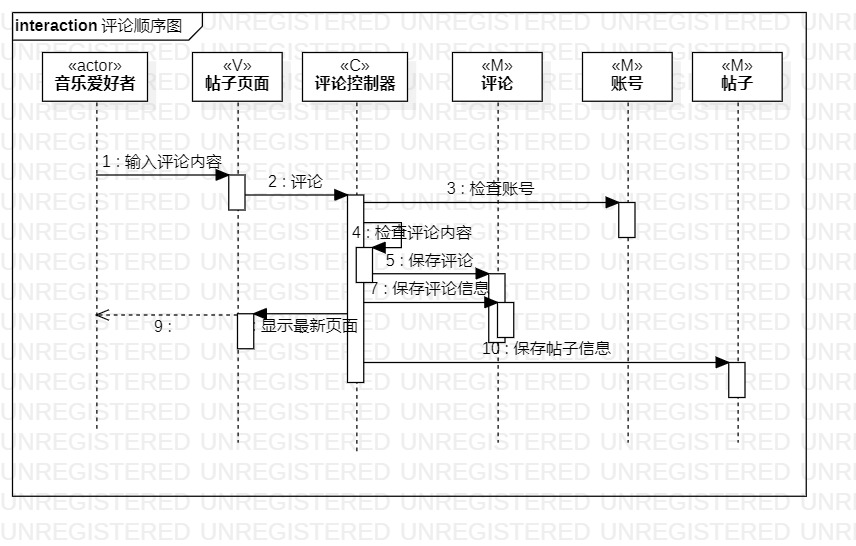 interaction 评论顺序图
«actor»
音乐爱好者
«V»
帖子页面
«C»
评论控制器
«M»
评论
«M»
账号
«M»
帖子
1 : 输入评论内容
2 : 评论
3 : 检查账号
4 : 检查评论内容
5 : 保存评论
7 : 保存评论信息
9 :
: 显示最新页面
10 : 保存帖子信息
UNREGISTERED